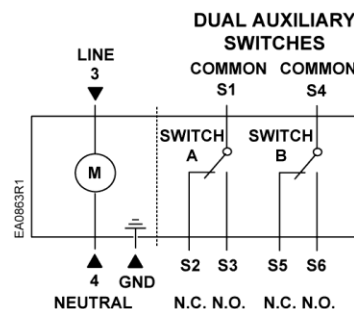 DUAL AUXILIARY
SWITCHES
LINE
3
COMMON COMMON
S1 S4
SWITCH
A
SWITCH
B
M
EA0863R1
4 GND
NEUTRAL
S2 S3 S5 S6
N.C. N.O. N.C. N.O.